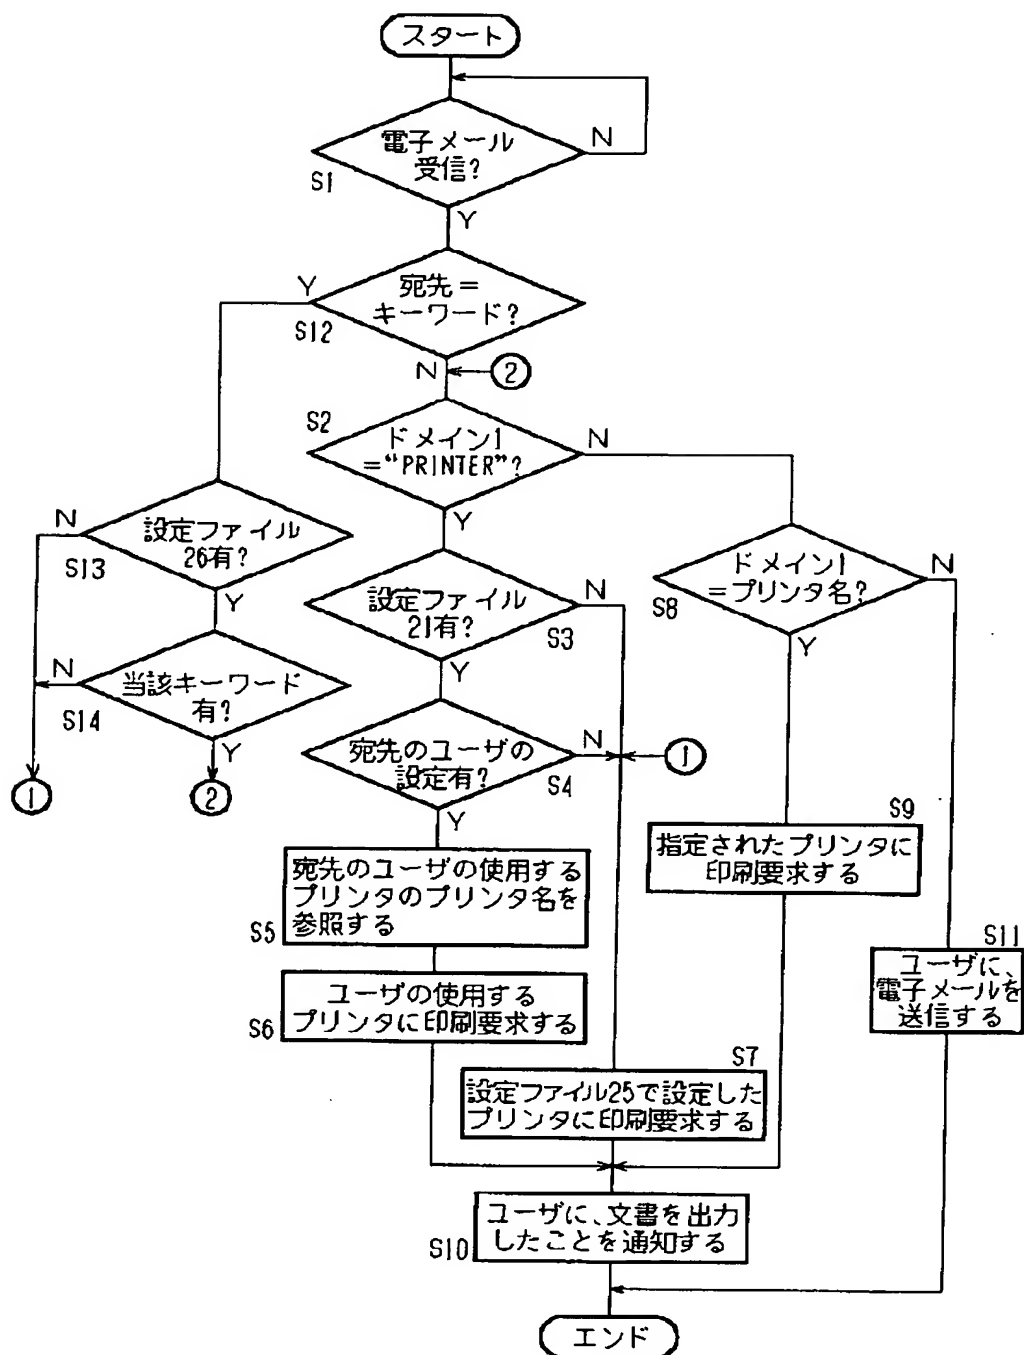 スタート
電子メール
受信?
N
S1
Y
宛先=
キーワード?
Y
S12
N
②
S2
ドメイン1
="PRINTER"?
N
Y
設定ファイル
26有?
N
S13
Y
設定ファイル
21有?
N
S3
Y
ドメイン1
=プリンタ名?
N
S8
Y
当該キーワード
有?
N
S14
Y
①
②
宛先のユーザの
設定有?
N
S4
Y
①
S9
指定されたプリンタに
印刷要求する
宛先のユーザの使用する
プリンタのプリンタ名を
参照する
S5
S11
ユーザに、
電子メールを
送信する
ユーザの使用する
プリンタに印刷要求する
S6
S7
設定ファイル25で設定した
プリンタに印刷要求する
ユーザに、文書を出力
したことを通知する
S10
エンド